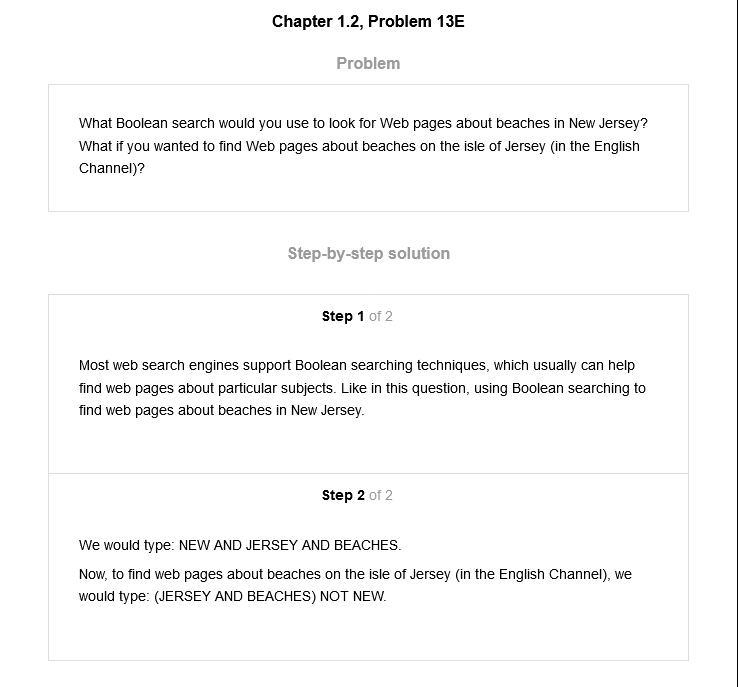 Chapter 1.2, Problem 13E
Problem
What Boolean search would you use to look for Web pages about beaches in New Jersey?
What if you wanted to find Web pages about beaches on the isle of Jersey (in the English
Channel)?
Step-by-step solution
Step 1 of 2
Most web search engines support Boolean searching techniques, which usually can help
find web pages about particular subjects. Like in this question, using Boolean searching to
find web pages about beaches in New Jersey.
Step 2 of 2
We would type: NEW AND JERSEY AND BEACHES.
Now, to find web pages about beaches on the isle of Jersey (in the English Channel), we
would type: (JERSEY AND BEACHES) NOT NEW.